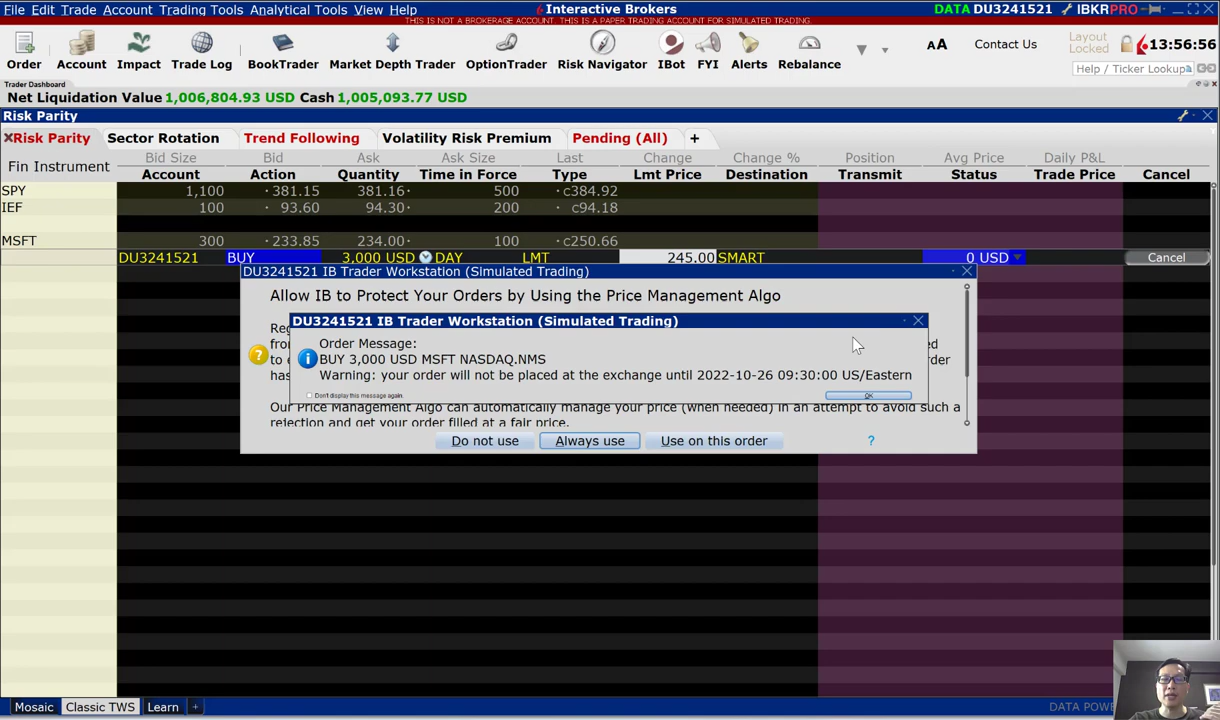 File Edit Trade Account Trading Tools Analytical Tools View Help Interactive Brokers DATA DU3241521 IBKRPRO
THIS IS NOT A BROKERAGE ACCOUNT. THIS IS A PAPER TRADING ACCOUNT FOR SIMULATED TRADING.
Order Account Impact Trade Log BookTrader Market Depth Trader OptionTrader Risk Navigator IBot FYI Alerts Rebalance
AA Contact Us Layout Locked 13:56:56
Help / Ticker Lookup
Trader Dashboard
Net Liquidation Value 1,006,804.93 USD Cash 1,005,093.77 USD
Risk Parity
Risk Parity Sector Rotation Trend Following Volatility Risk Premium Pending (All) +
Fin Instrument Bid Size Bid Ask Ask Size Last Change Change % Position Avg Price Daily P&L
Account Action Quantity Time in Force Type Lmt Price Destination Transmit Status Trade Price Cancel
SPY 1,100 381.15 381.16 500 c384.92
IEF 100 93.60 94.30 200 c94.18
MSFT 300 233.85 234.00 100 c250.66
DU3241521 BUY 3,000 USD DAY LMT 245.00 SMART 0 USD Cancel
DU3241521 IB Trader Workstation (Simulated Trading)
Allow IB to Protect Your Orders by Using the Price Management Algo
DU3241521 IB Trader Workstation (Simulated Trading)
Order Message:
BUY 3,000 USD MSFT NASDAQ.NMS
Warning: your order will not be placed at the exchange until 2022-10-26 09:30:00 US/Eastern
Don't display this message again.
OK
Our Price Management Algo can automatically manage your price (when needed) in an attempt to avoid such a
rejection and get your order filled at a fair price.
Do not use Always use Use on this order ?
Mosaic Classic TWS Learn + DATA POWE